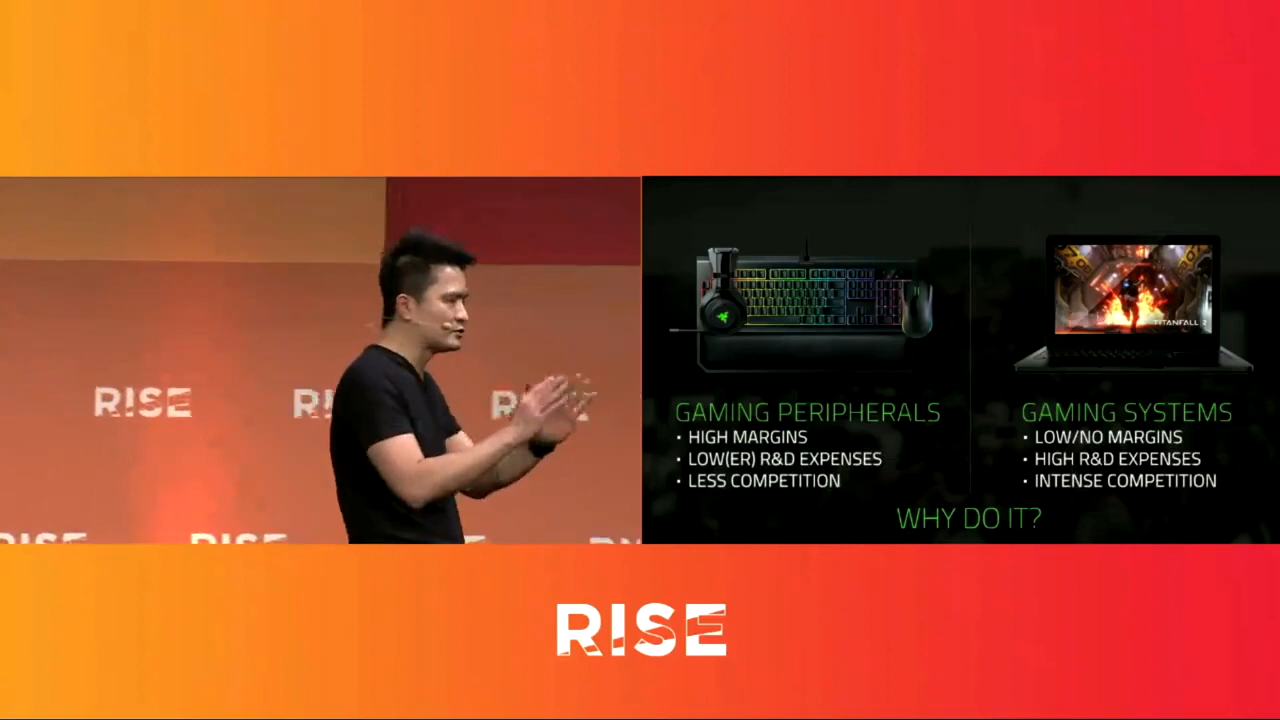 RISE
GAMING PERIPHERALS
• HIGH MARGINS
• LOW(ER) R&D EXPENSES
• LESS COMPETITION
TITANFALL 2
GAMING SYSTEMS
• LOW/NO MARGINS
• HIGH R&D EXPENSES
• INTENSE COMPETITION
WHY DO IT?
RISE